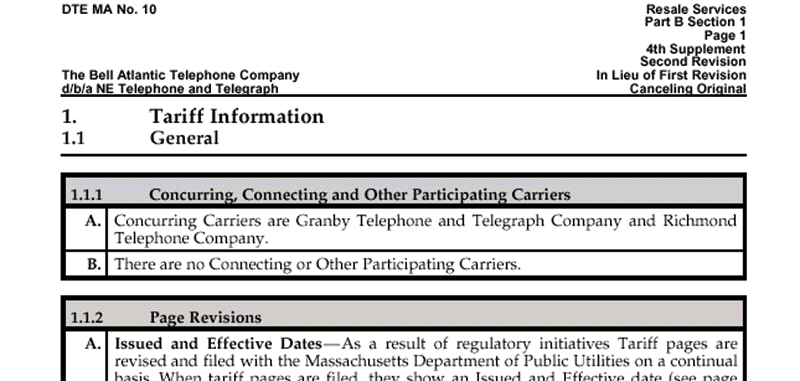 DTE MA No. 10
Resale Services
Part B Section 1
Page 1
4th Supplement
Second Revision
The Bell Atlantic Telephone Company
In Lieu of First Revision
d/b/a NE Telephone and Telegraph
Canceling Original
1. Tariff Information
1.1 General
1.1.1 Concurring, Connecting and Other Participating Carriers
A. Concurring Carriers are Granby Telephone and Telegraph Company and Richmond
Telephone Company.
B. There are no Connecting or Other Participating Carriers.
1.1.2 Page Revisions
A. Issued and Effective Dates—As a result of regulatory initiatives Tariff pages are
revised and filed with the Massachusetts Department of Public Utilities on a continual
basis. When tariff pages are filed, they show an Issued and Effective date (see page